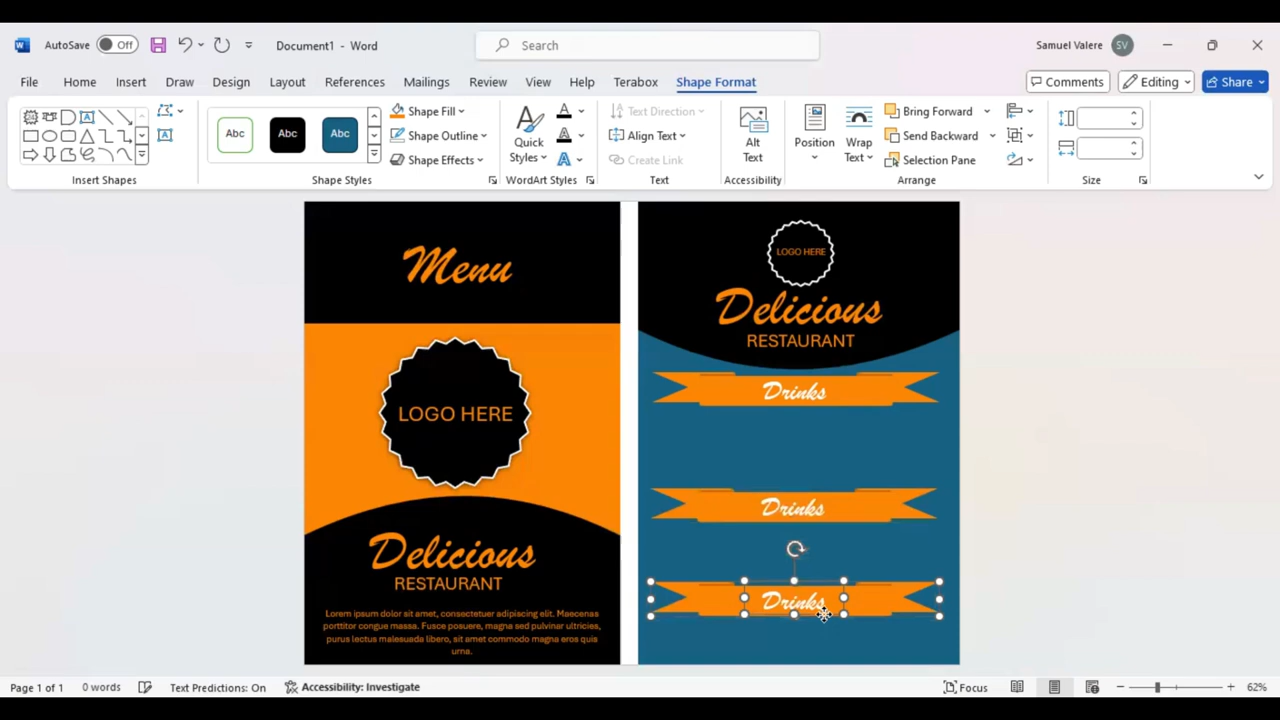 AutoSave Off Document1 - Word Search Samuel Valere SV
File Home Insert Draw Design Layout References Mailings Review View Help Terabox Shape Format Comments Editing Share
Abc Abc Abc
Shape Fill
Shape Outline
Shape Effects
Quick Styles
Text Direction
Align Text
Create Link
Alt Text
Position
Wrap Text
Bring Forward
Send Backward
Selection Pane
Insert Shapes Shape Styles WordArt Styles Text Accessibility Arrange Size
Menu
LOGO HERE
Delicious
RESTAURANT
Lorem ipsum dolor sit amet, consectetuer adipiscing elit. Maecenas
porttitor congue massa. Fusce posuere, magna sed pulvinar ultricies,
purus lectus malesuada libero, sit amet commodo magna eros quis
urna.
LOGO HERE
Delicious
RESTAURANT
Drinks
Drinks
Drinks
Page 1 of 1 0 words Text Predictions: On Accessibility: Investigate Focus 62%